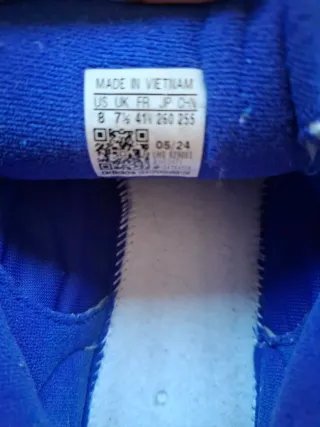 MADE IN VIETNAM
US UK FR JP CHN
8 7½ 41⅓ 260 255
05/24